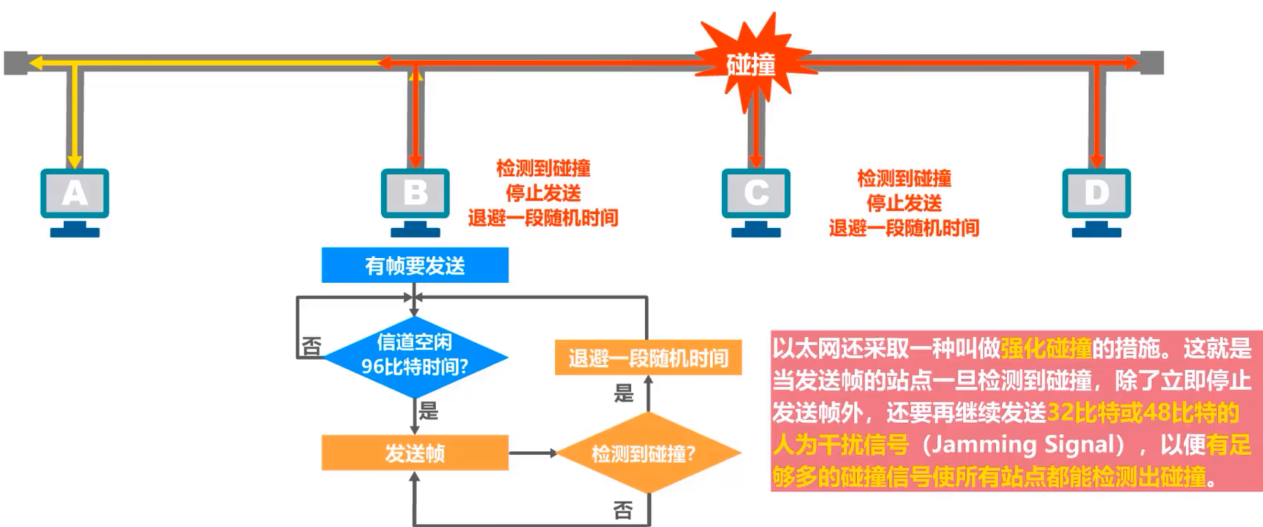 碰撞
A
B
C
D
检测到碰撞
停止发送
退避一段随机时间
检测到碰撞
停止发送
退避一段随机时间
有帧要发送
否
信道空闲
96比特时间?
是
发送帧
检测到碰撞?
是
退避一段随机时间
否
以太网还采取一种叫做强化碰撞的措施。这就是
当发送帧的站点一旦检测到碰撞，除了立即停止
发送帧外，还要再继续发送32比特或48比特的
人为干扰信号（Jamming Signal），以便有足
够多的碰撞信号使所有站点都能检测出碰撞。